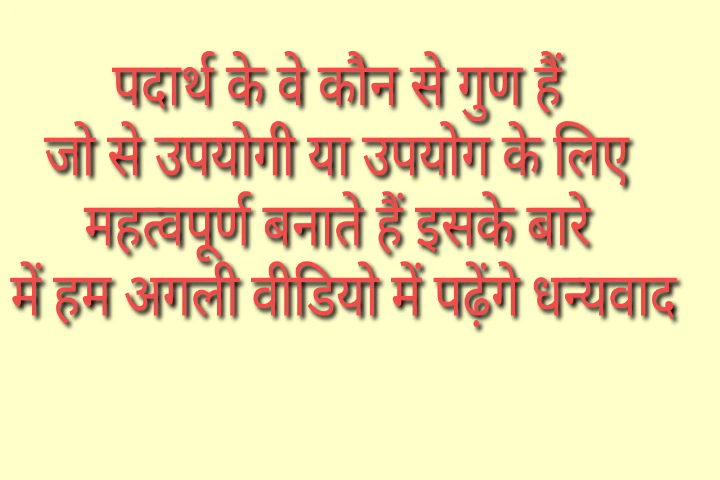 पदार्थ के वे कौन से गुण हैं
जो से उपयोगी या उपयोग के लिए
महत्वपूर्ण बनाते हैं इसके बारे
में हम अगली वीडियो में पढ़ेंगे धन्यवाद